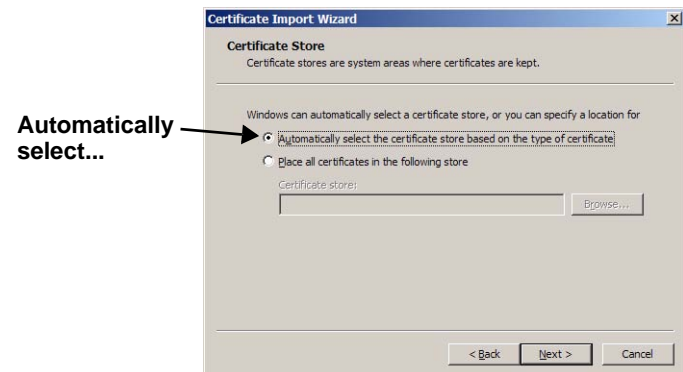 Certificate Import Wizard
Certificate Store
Certificate stores are system areas where certificates are kept.
Windows can automatically select a certificate store, or you can specify a location for
Automatically select...
Automatically select the certificate store based on the type of certificate
Place all certificates in the following store
Certificate store:
Browse...
< Back
Next >
Cancel